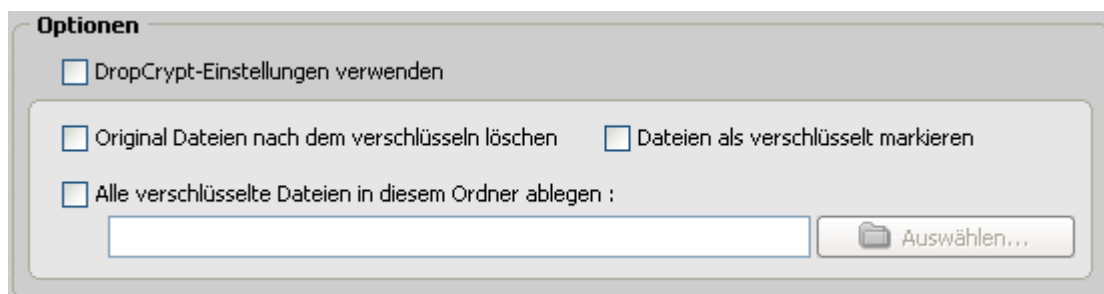 Optionen
DropCrypt-Einstellungen verwenden
Original Dateien nach dem verschlüsseln löschen
Dateien als verschlüsselt markieren
Alle verschlüsselte Dateien in diesem Ordner ablegen :
Auswählen...